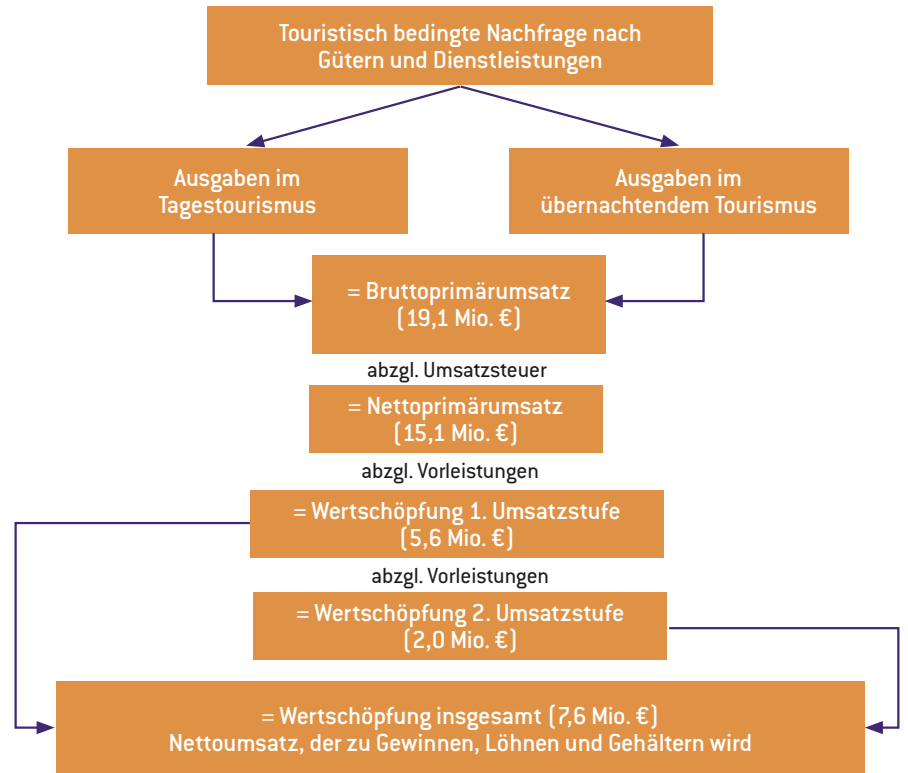 Touristisch bedingte Nachfrage nach
Gütern und Dienstleistungen
Ausgaben im
Tagestourismus
Ausgaben im
übernachtendem Tourismus
= Bruttoprimärumsatz
(19,1 Mio. €)
abzgl. Umsatzsteuer
= Nettoprimärumsatz
(15,1 Mio. €)
abzgl. Vorleistungen
= Wertschöpfung 1. Umsatzstufe
(5,6 Mio. €)
abzgl. Vorleistungen
= Wertschöpfung 2. Umsatzstufe
(2,0 Mio. €)
= Wertschöpfung insgesamt (7,6 Mio. €)
Nettoumsatz, der zu Gewinnen, Löhnen und Gehältern wird